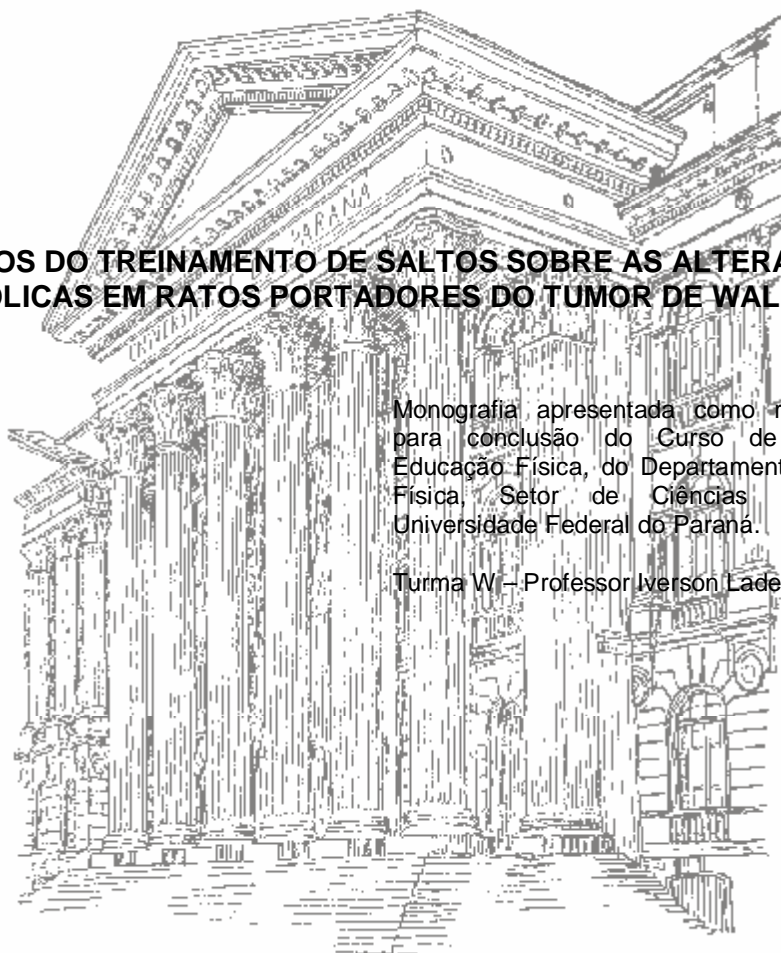 PARANA
OS DO TREINAMENTO DE SALTOS SOBRE AS ALTERA
ÓLICAS EM RATOS PORTADORES DO TUMOR DE WAL
Monografia apresentada como
para conclusão do Curso de
Educação Física, do Departament
Física, Setor de Ciências
Universidade Federal do Paraná.
Turma W – Professor Iverson Lade